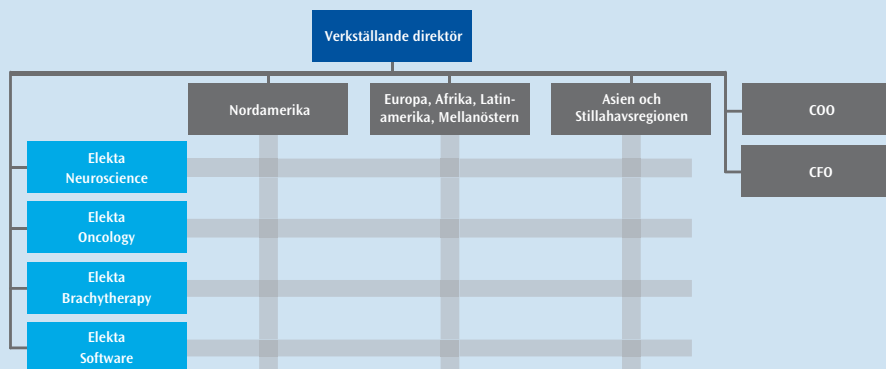 Verkställande direktör
Nordamerika
Europa, Afrika, Latin-
amerika, Mellanöstern
Asien och
Stillahavsregionen
COO
CFO
Elekta
Neuroscience
Elekta
Oncology
Elekta
Brachytherapy
Elekta
Software